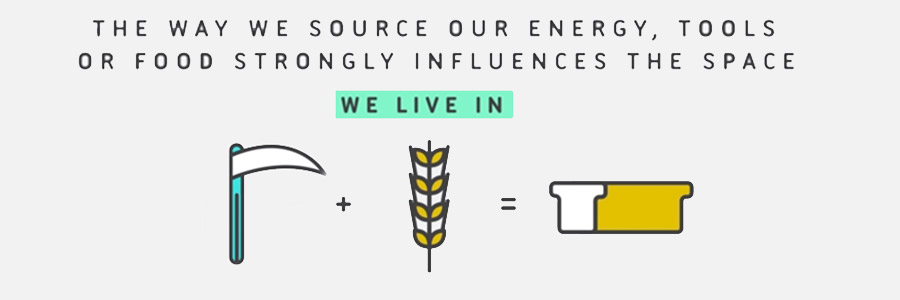 THE WAY WE SOURCE OUR ENERGY, TOOLS
OR FOOD STRONGLY INFLUENCES THE SPACE
WE LIVE IN
+ =